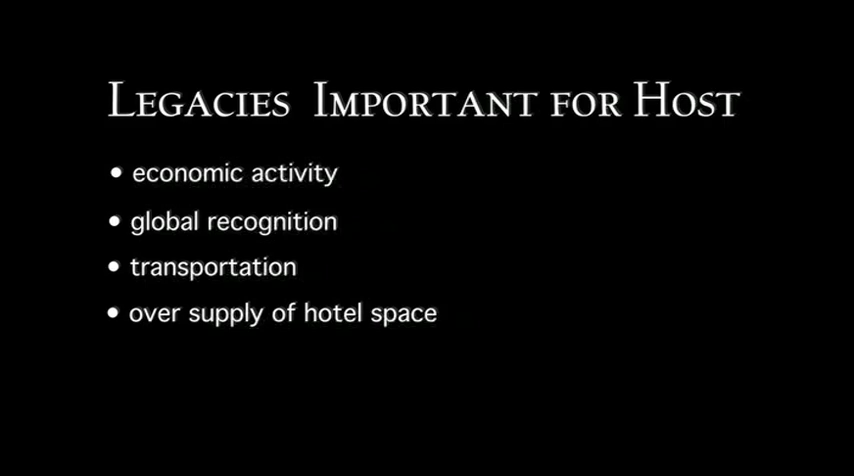 Legacies Important for Host
• economic activity
• global recognition
• transportation
• over supply of hotel space